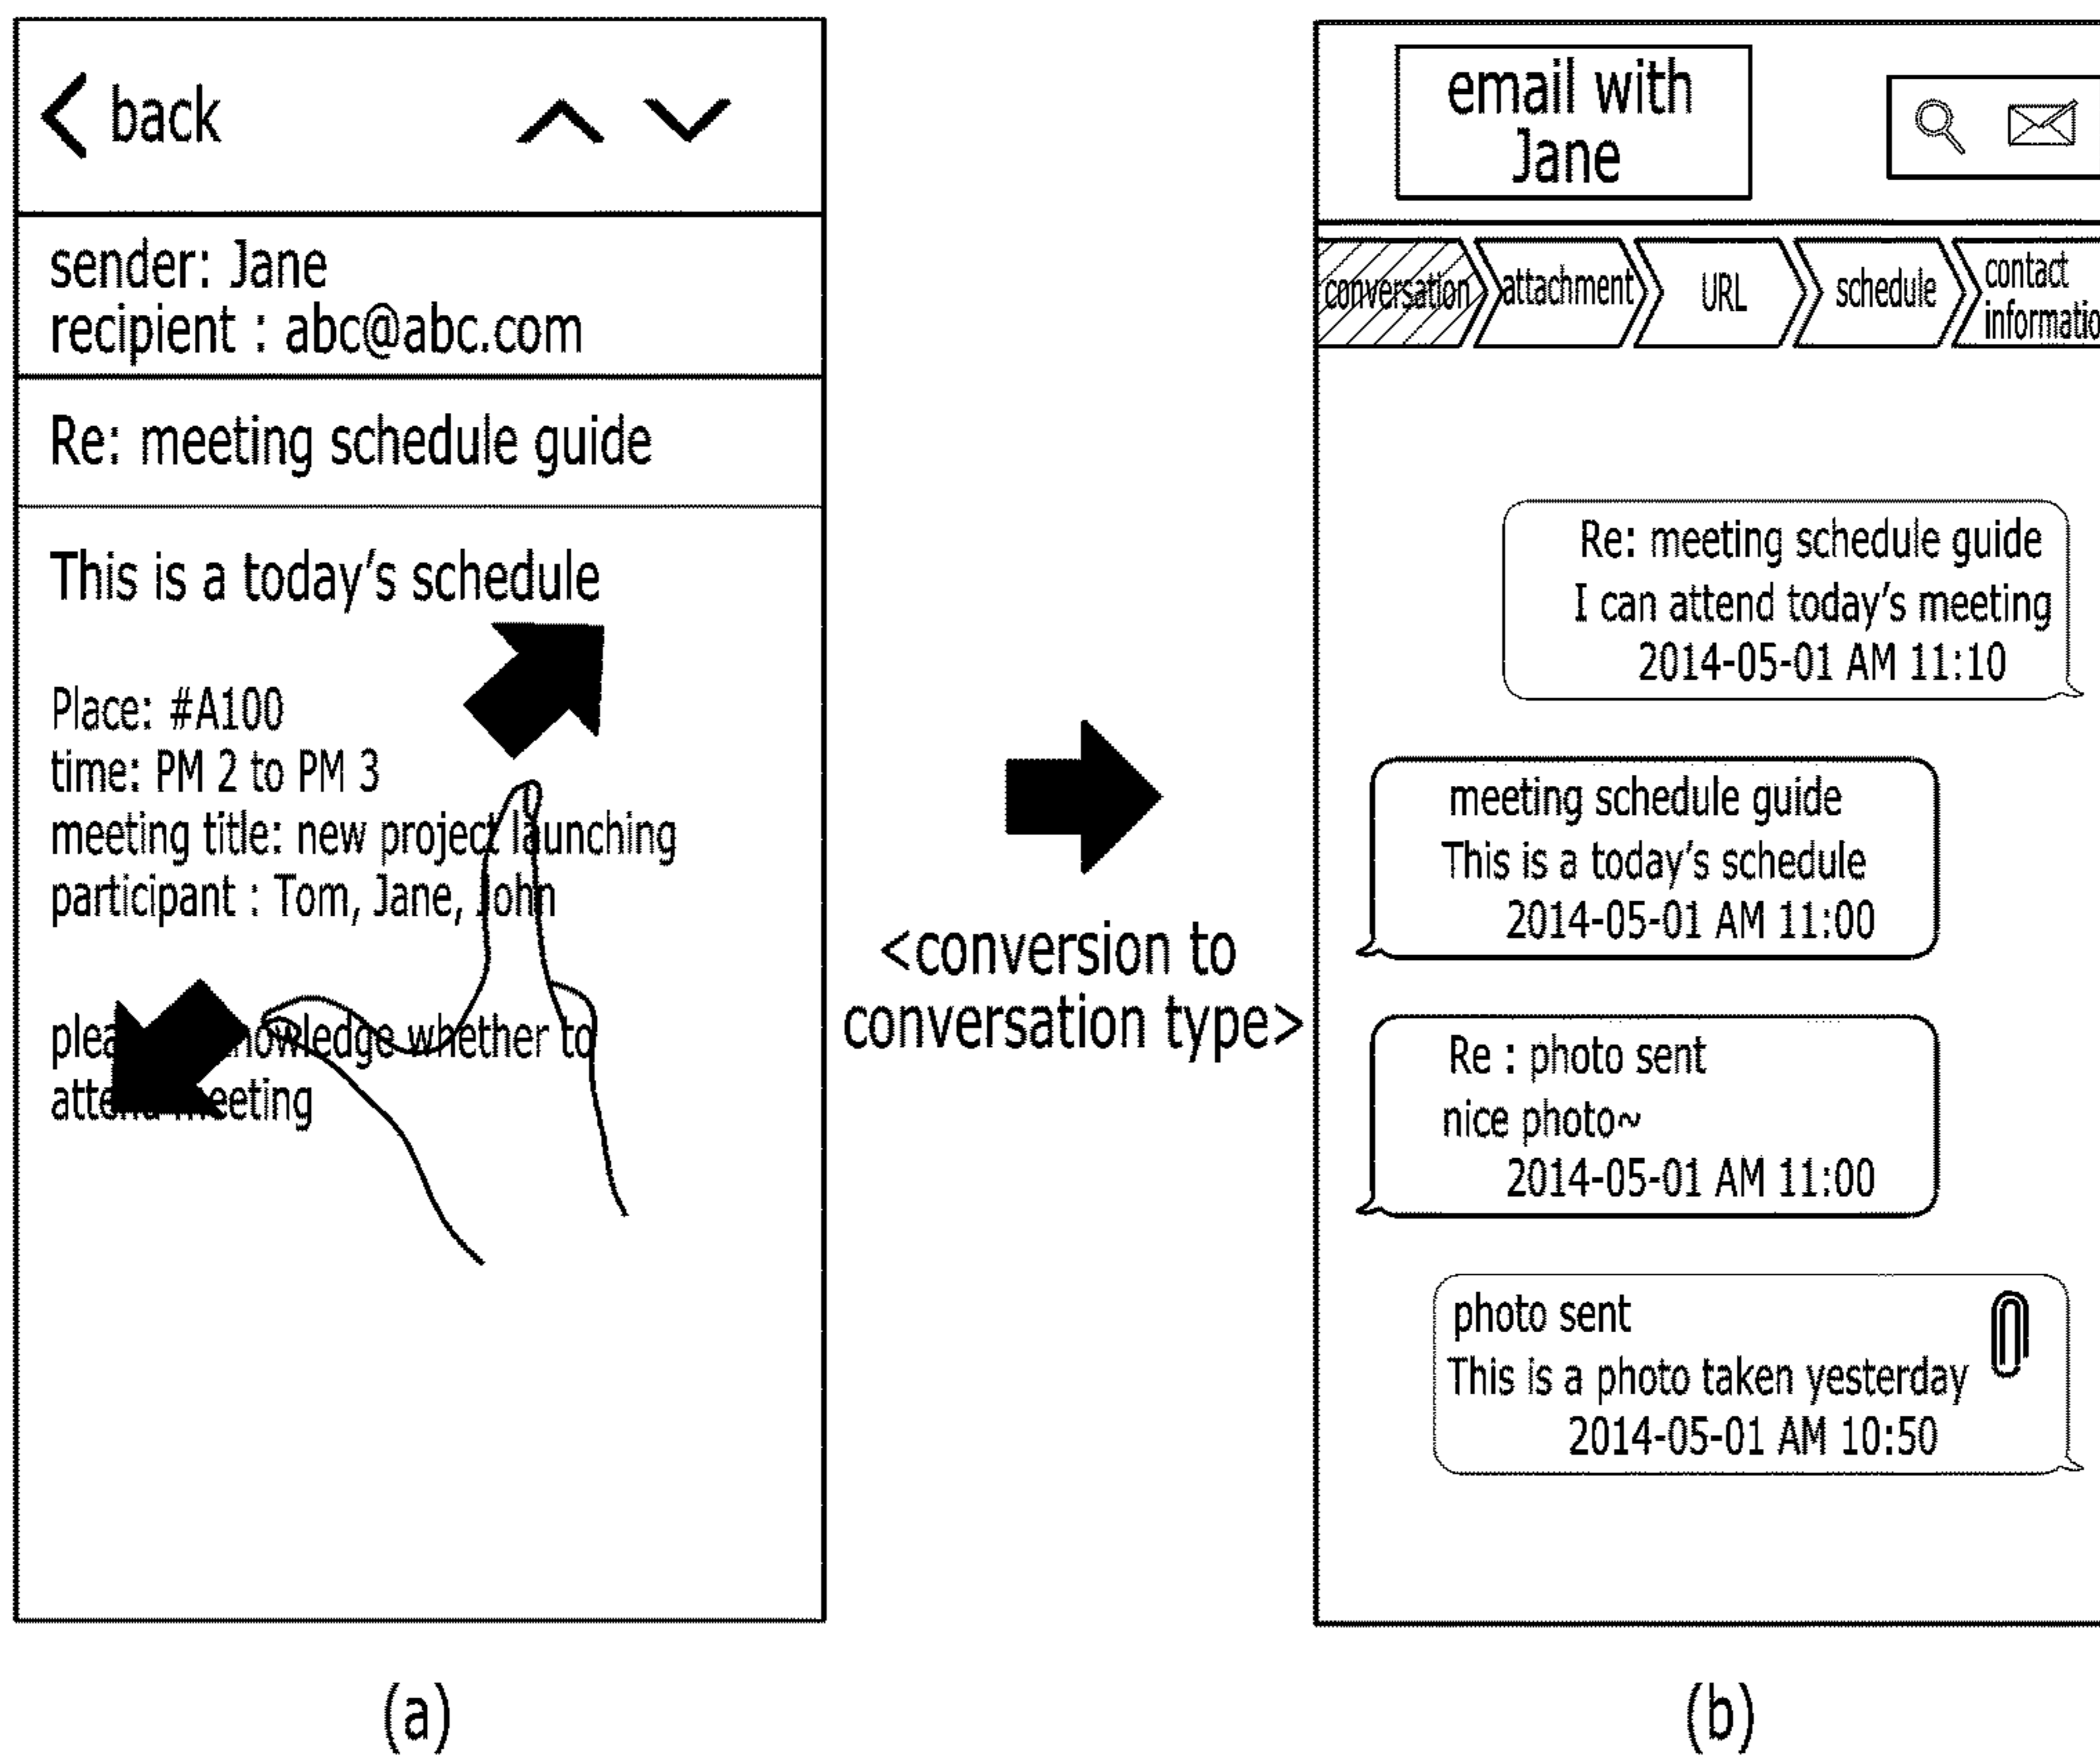 back
sender: Jane
recipient : abc@abc.com
Re: meeting schedule guide
This is a today's schedule
Place: #A100
time: PM 2 to PM 3
meeting title: new project launching
participant : Tom, Jane, John
whether to
(a)
<conversion to
conversation type>
email with
Jane
conversation
attachment
URL
schedule
contact
Re: meeting schedule guide
I can attend today's meeting
2014-05-01 AM 11:10
meeting schedule guide
This is a today's schedule
2014-05-01 AM 11:00
Re : photo sent
nice photo~
2014-05-01 AM 11:00
photo sent
This is a photo taken yesterday
2014-05-01 AM 10:50
(b)